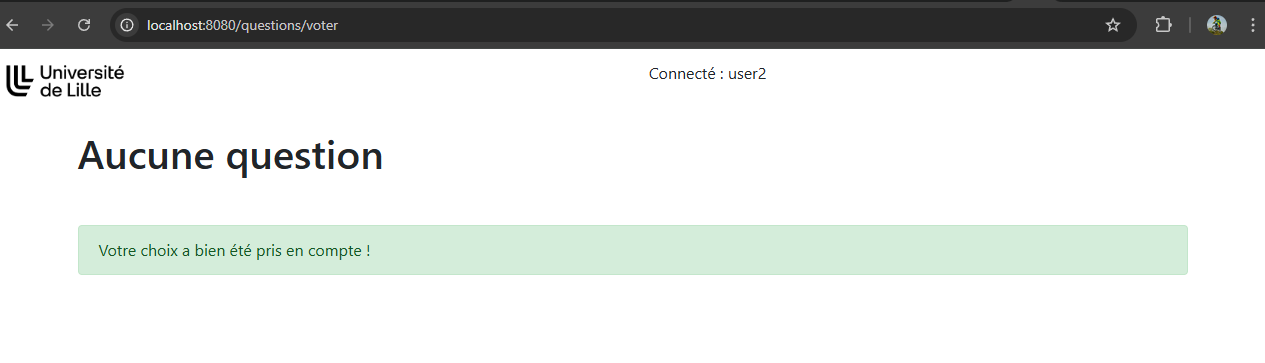 localhost:8080/questions/voter
Université
de Lille
Connecté : user2
Aucune question
Votre choix a bien été pris en compte !